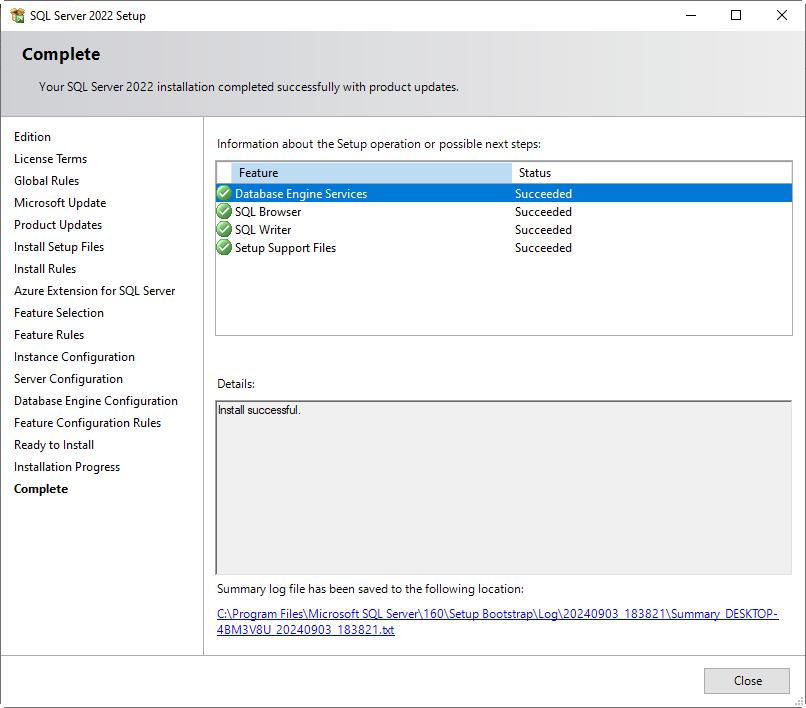 SQL Server 2022 Setup
Complete
Your SQL Server 2022 installation completed successfully with product updates.
Edition
License Terms
Global Rules
Microsoft Update
Product Updates
Install Setup Files
Install Rules
Azure Extension for SQL Server
Feature Selection
Feature Rules
Instance Configuration
Server Configuration
Database Engine Configuration
Feature Configuration Rules
Ready to Install
Installation Progress
Complete
Information about the Setup operation or possible next steps:
Feature Status
Database Engine Services Succeeded
SQL Browser Succeeded
SQL Writer Succeeded
Setup Support Files Succeeded
Details:
Install successful.
Summary log file has been saved to the following location:
C:\Program Files\Microsoft SQL Server\160\Setup Bootstrap\Log\20240903_183821\Summary_DESKTOP-
4BM3V8U_20240903_183821.txt
Close